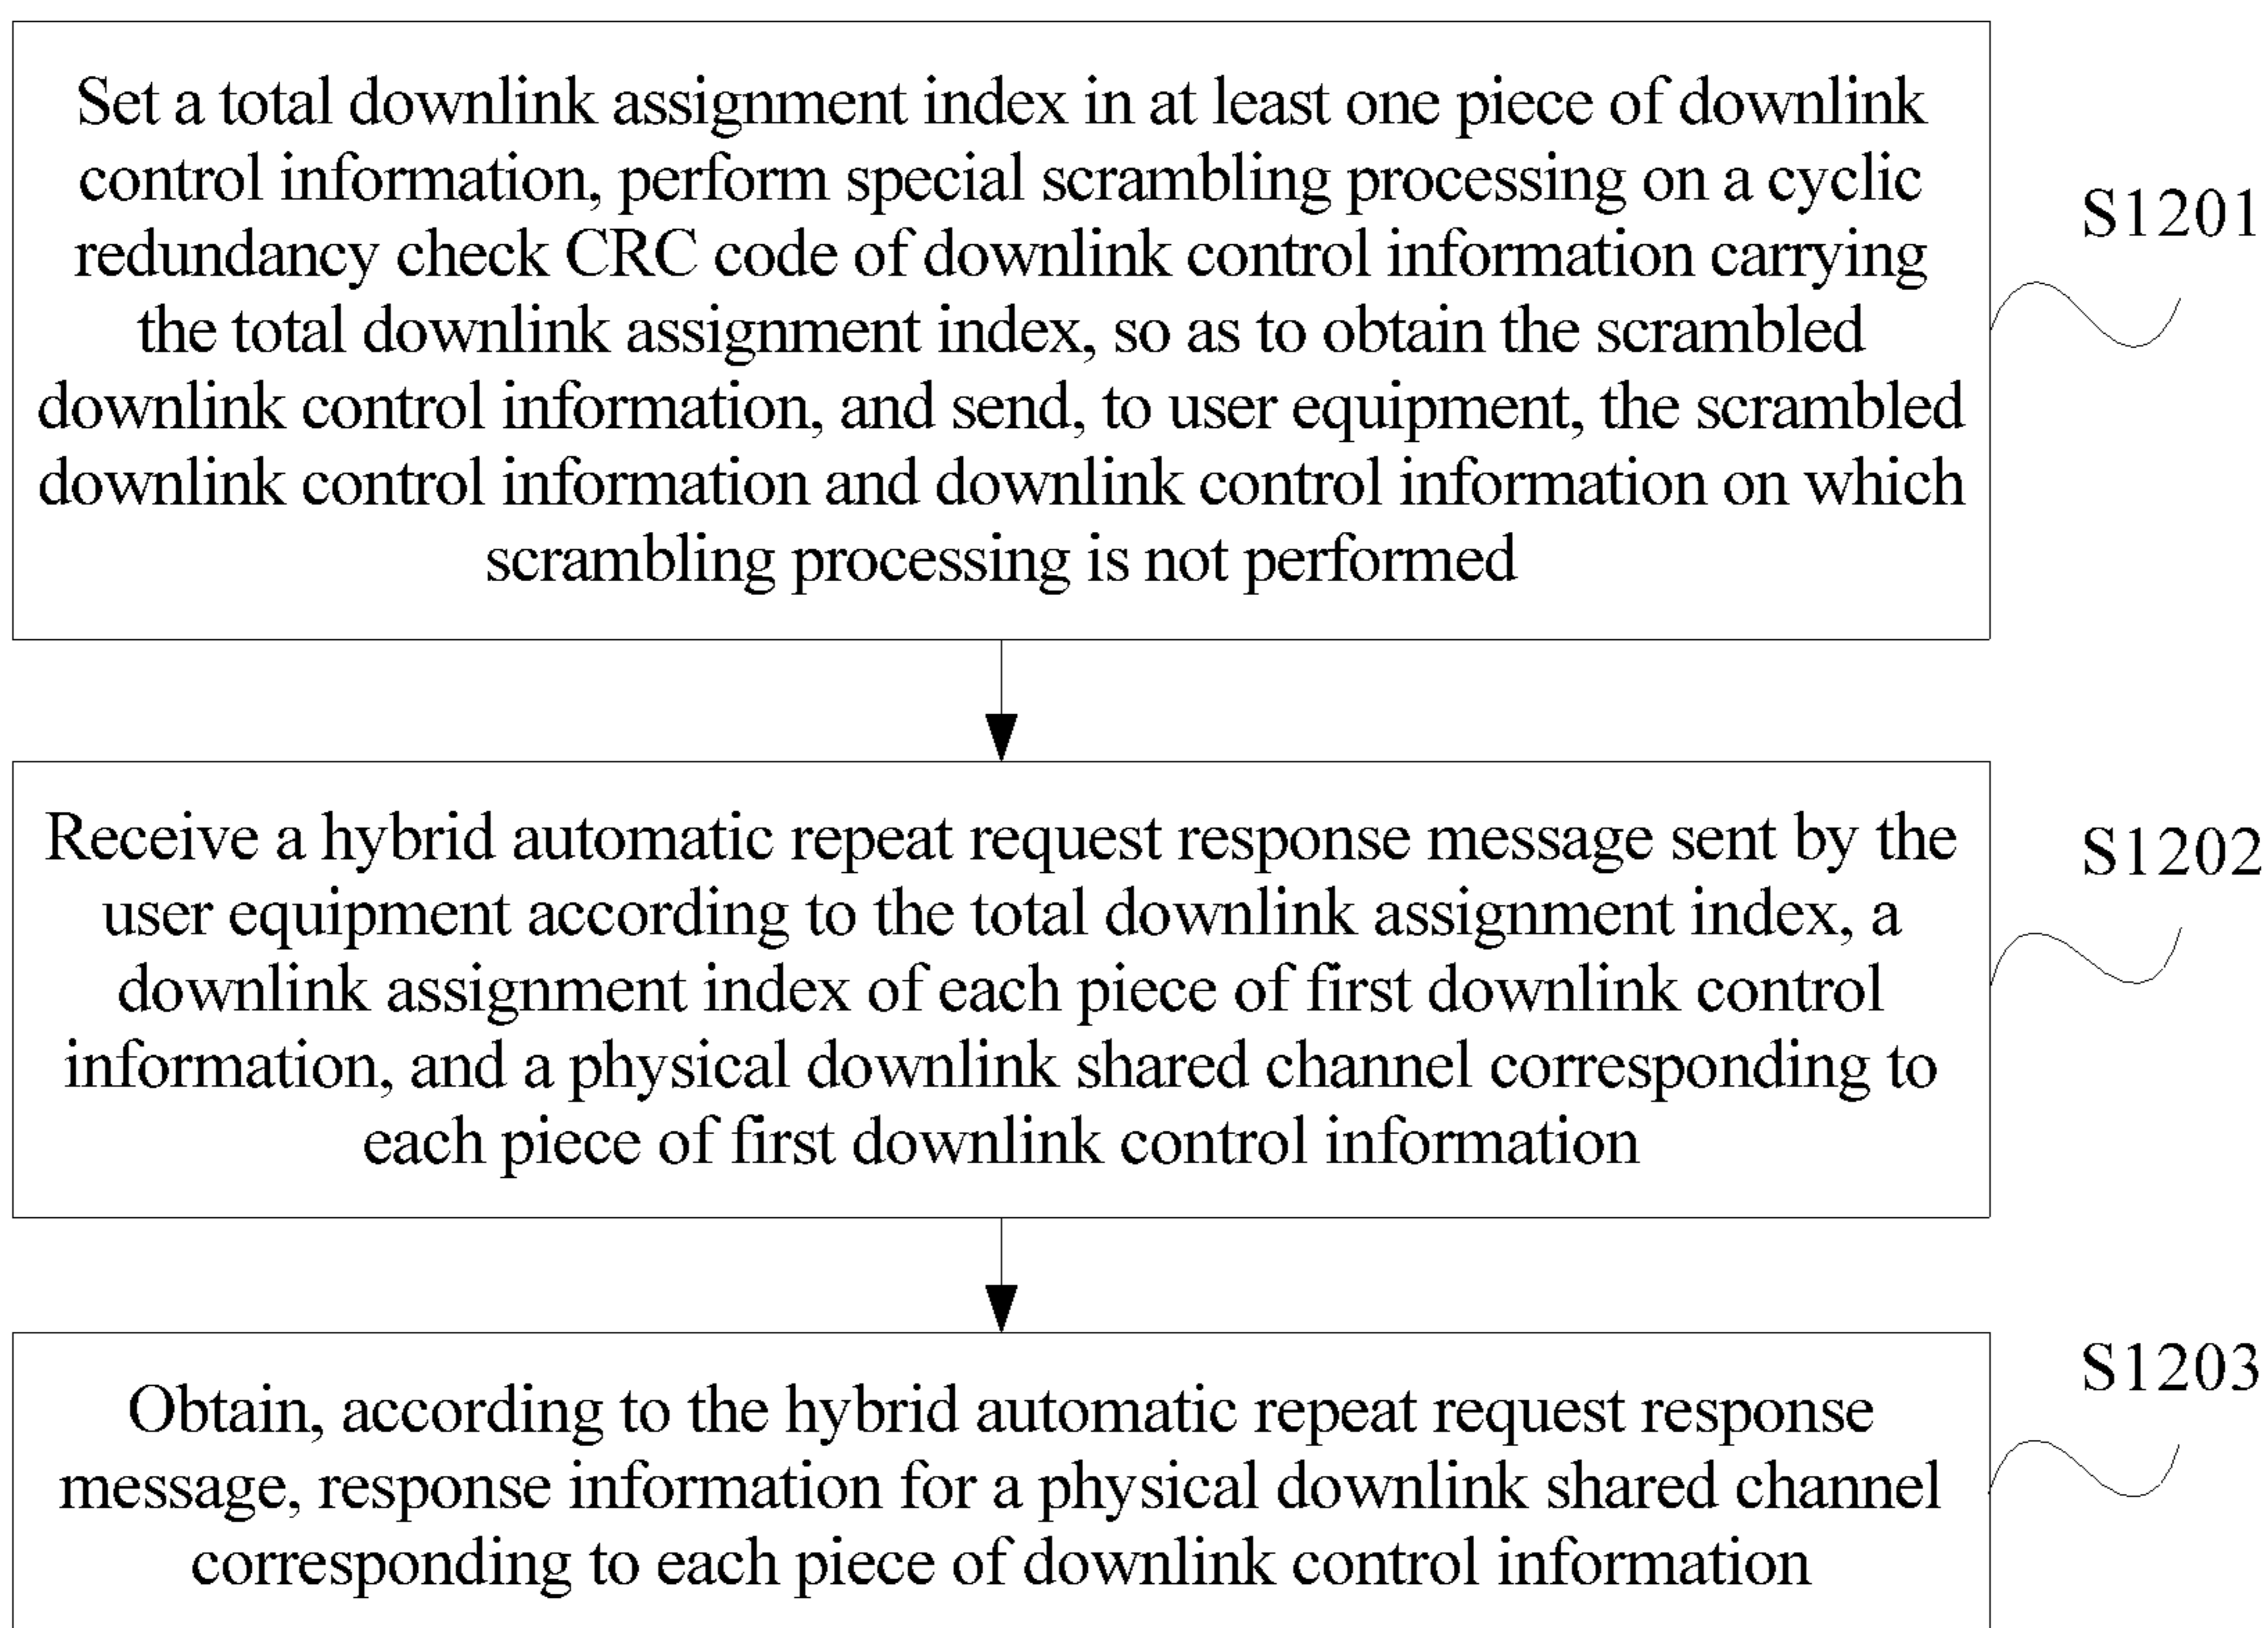 Set a total downlink assignment index in at least one piece of downlink
control information, perform special scrambling processing on a cyclic
redundancy check CRC code of downlink control information carrying
the total downlink assignment index, so as to obtain the scrambled
downlink control information, and send, to user equipment, the scrambled
downlink control information and downlink control information on which
scrambling processing is not performed
S1201
Receive a hybrid automatic repeat request response message sent by the
user equipment according to the total downlink assignment index, a
downlink assignment index of each piece of first downlink control
information, and a physical downlink shared channel corresponding to
each piece of first downlink control information
S1202
Obtain, according to the hybrid automatic repeat request response
message, response information for a physical downlink shared channel
corresponding to each piece of downlink control information
S1203